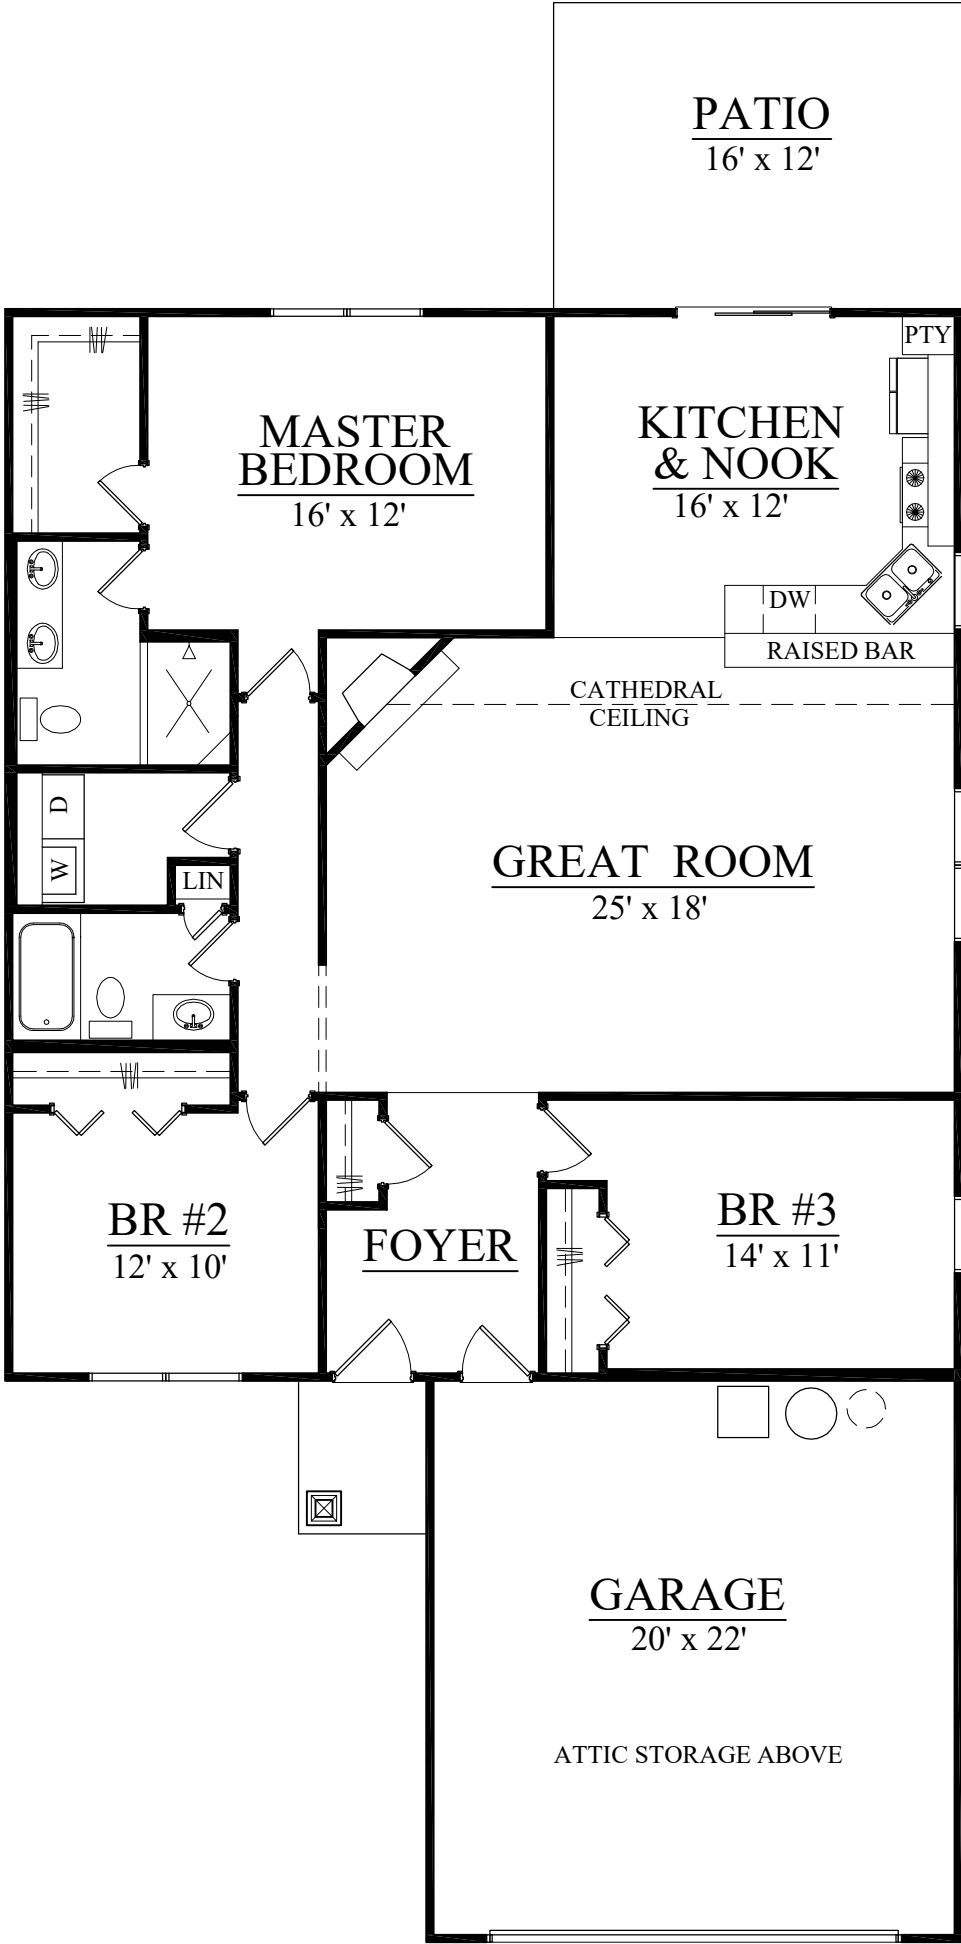 PATIO
16' x 12'
PTY
MASTER
BEDROOM
16' x 12'
KITCHEN
& NOOK
16' x 12'
DW
RAISED BAR
CATHEDRAL
CEILING
D
W
LIN
GREAT ROOM
25' x 18'
BR #2
12' x 10'
FOYER
BR #3
14' x 11'
GARAGE
20' x 22'
ATTIC STORAGE ABOVE